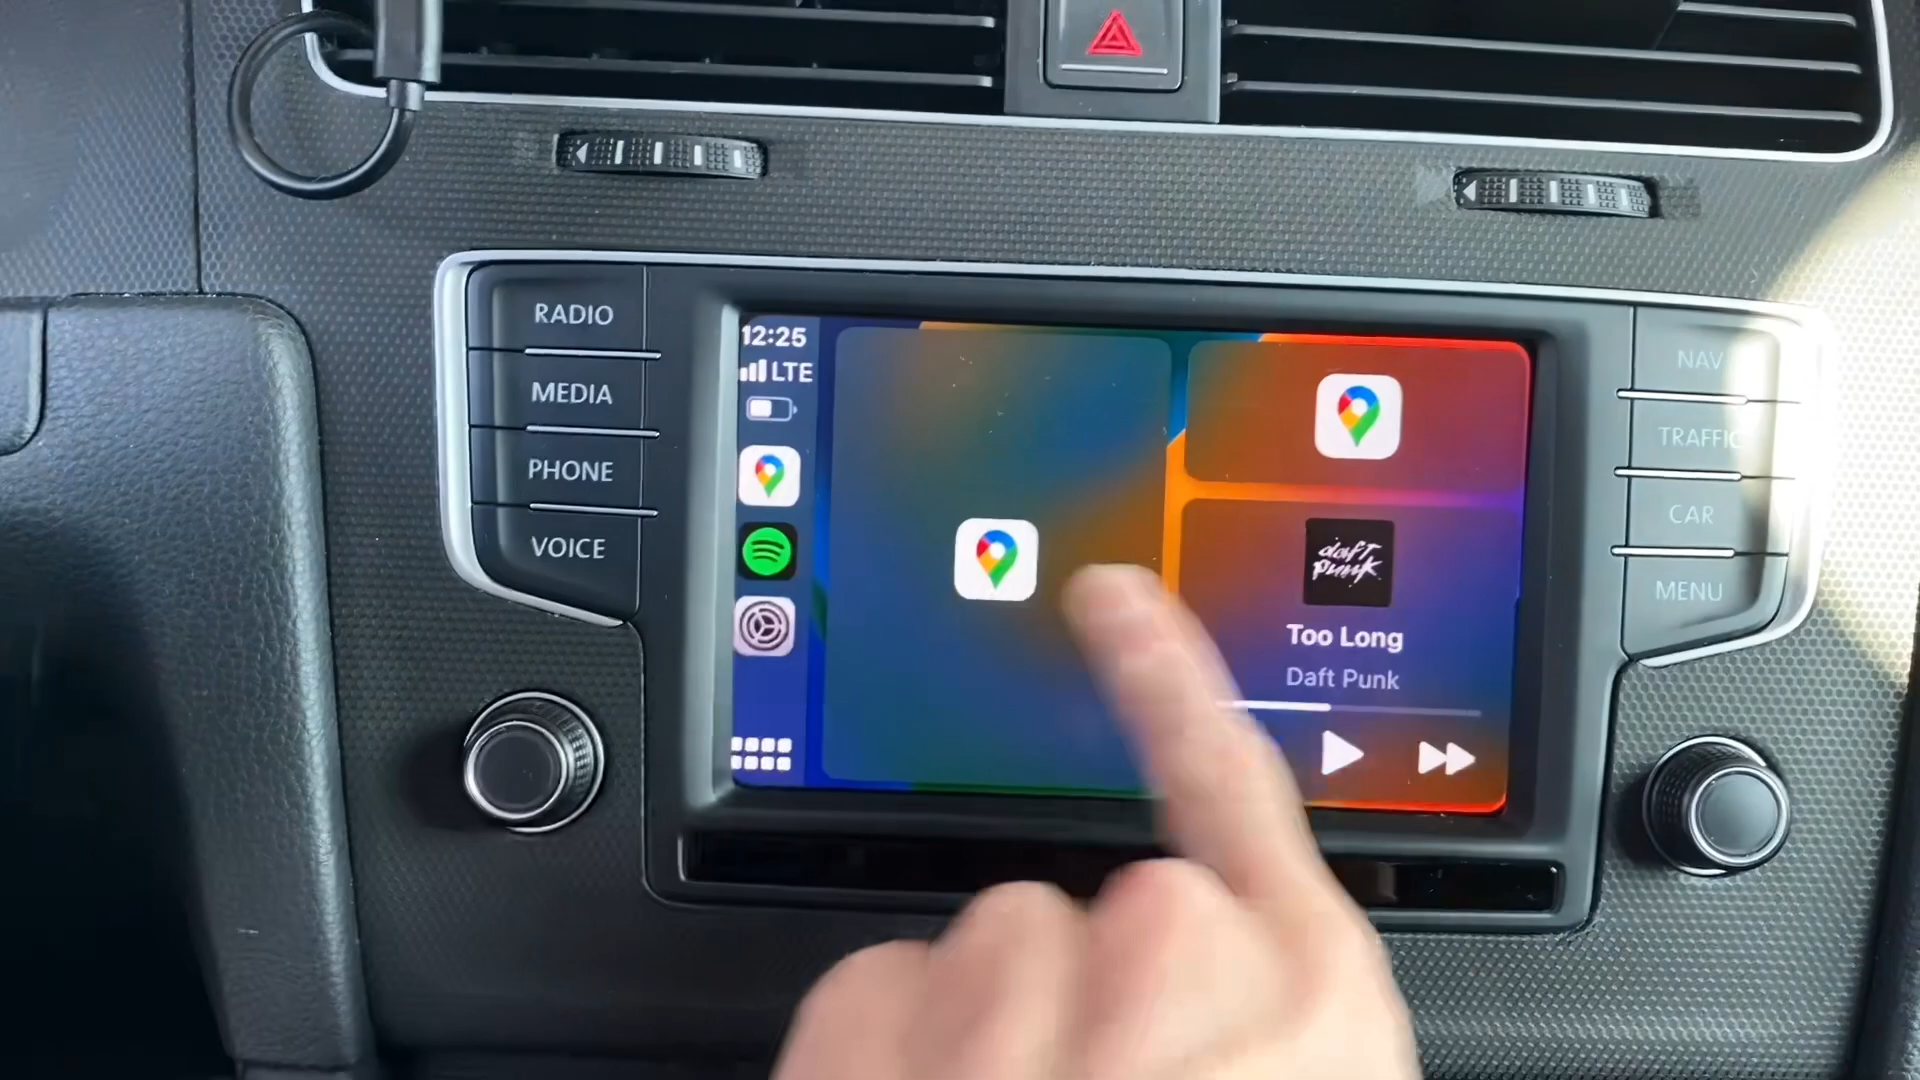 RADIO
MEDIA
PHONE
VOICE
12:25
LTE
daft
punk
Too Long
Daft Punk
NAV
TRAFFIC
CAR
MENU